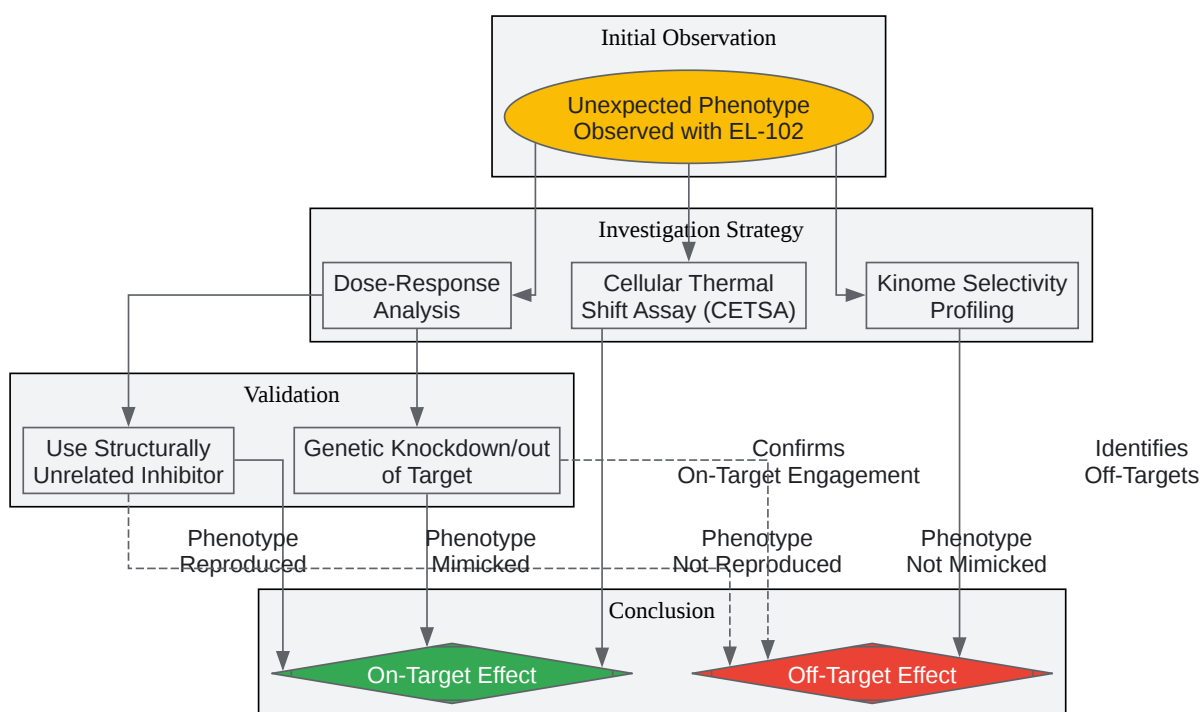 Initial Observation
Unexpected Phenotype
Observed with EL-102
Investigation Strategy
Dose-Response
Analysis
Cellular Thermal
Shift Assay (CETSA)
Kinome Selectivity
Profiling
Validation
Use Structurally
Unrelated Inhibitor
Genetic Knockdown/out
of Target
Confirms
On-Target Engagement
Identifies
Off-Targets
Phenotype
Reproduced
Phenotype
Mimicked
Phenotype
Not Reproduced
Phenotype
Not Mimicked
Conclusion
On-Target Effect
Off-Target Effect